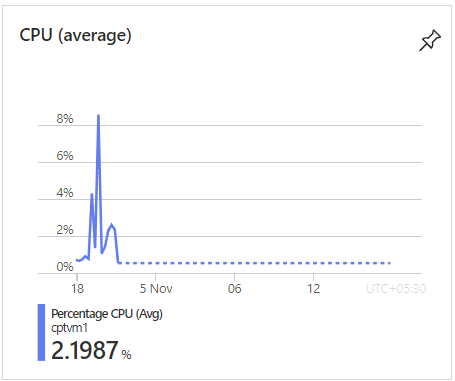 CPU (average)
8%
6%
4%
2%
0%
18 5 Nov 06 12 UTC+05:30
Percentage CPU (Avg)
cptvm1
2.1987 %